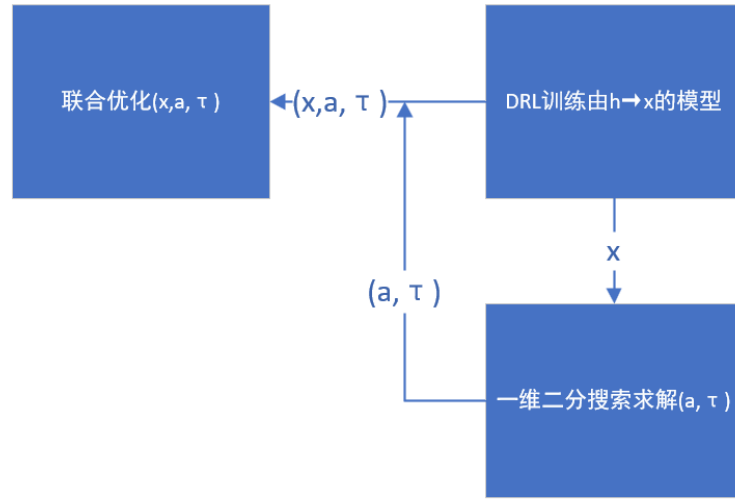 联合优化(x,a, τ)
(x,a, τ )
DRL训练由h➞x的模型
x
(a, τ )
一维二分搜索求解(a, τ)